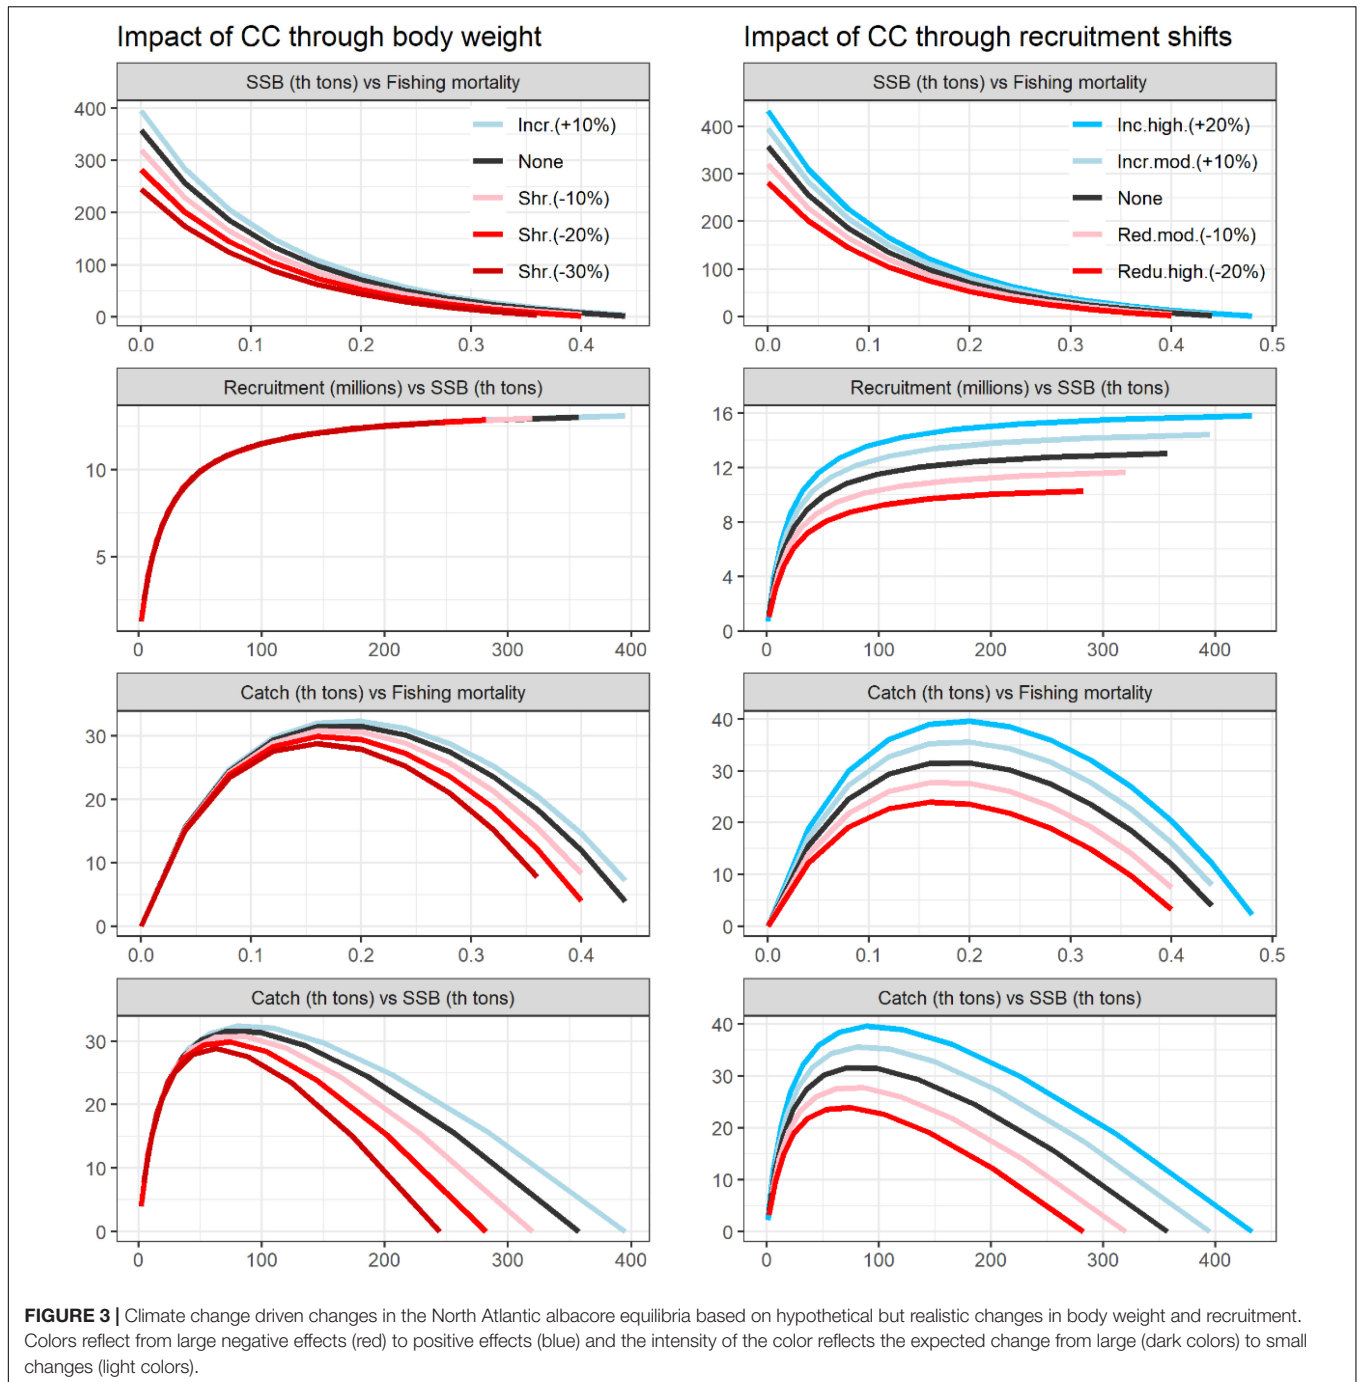 Impact of CC through body weight
SSB (th tons) vs Fishing mortality
400
300
200
100
0
Incr.(+10%)
None
Shr.(-10%)
Shr.(-20%)
Shr.(-30%)
0.0 0.1 0.2 0.3 0.4
Recruitment (millions) vs SSB (th tons)
10
5
0 100 200 300 400
Catch (th tons) vs Fishing mortality
30
20
10
0
0.0 0.1 0.2 0.3 0.4
Catch (th tons) vs SSB (th tons)
30
20
10
0
0 100 200 300 400
Impact of CC through recruitment shifts
SSB (th tons) vs Fishing mortality
400
300
200
100
0
Inc.high.(+20%)
Incr.mod.(+10%)
None
Red.mod.(-10%)
Redu.high.(-20%)
0.0 0.1 0.2 0.3 0.4 0.5
Recruitment (millions) vs SSB (th tons)
16
12
8
4
0
0 100 200 300 400
Catch (th tons) vs Fishing mortality
40
30
20
10
0
0.0 0.1 0.2 0.3 0.4 0.5
Catch (th tons) vs SSB (th tons)
40
30
20
10
0
0 100 200 300 400
FIGURE 3 | Climate change driven changes in the North Atlantic albacore equilibria based on hypothetical but realistic changes in body weight and recruitment.
Colors reflect from large negative effects (red) to positive effects (blue) and the intensity of the color reflects the expected change from large (dark colors) to small
changes (light colors).